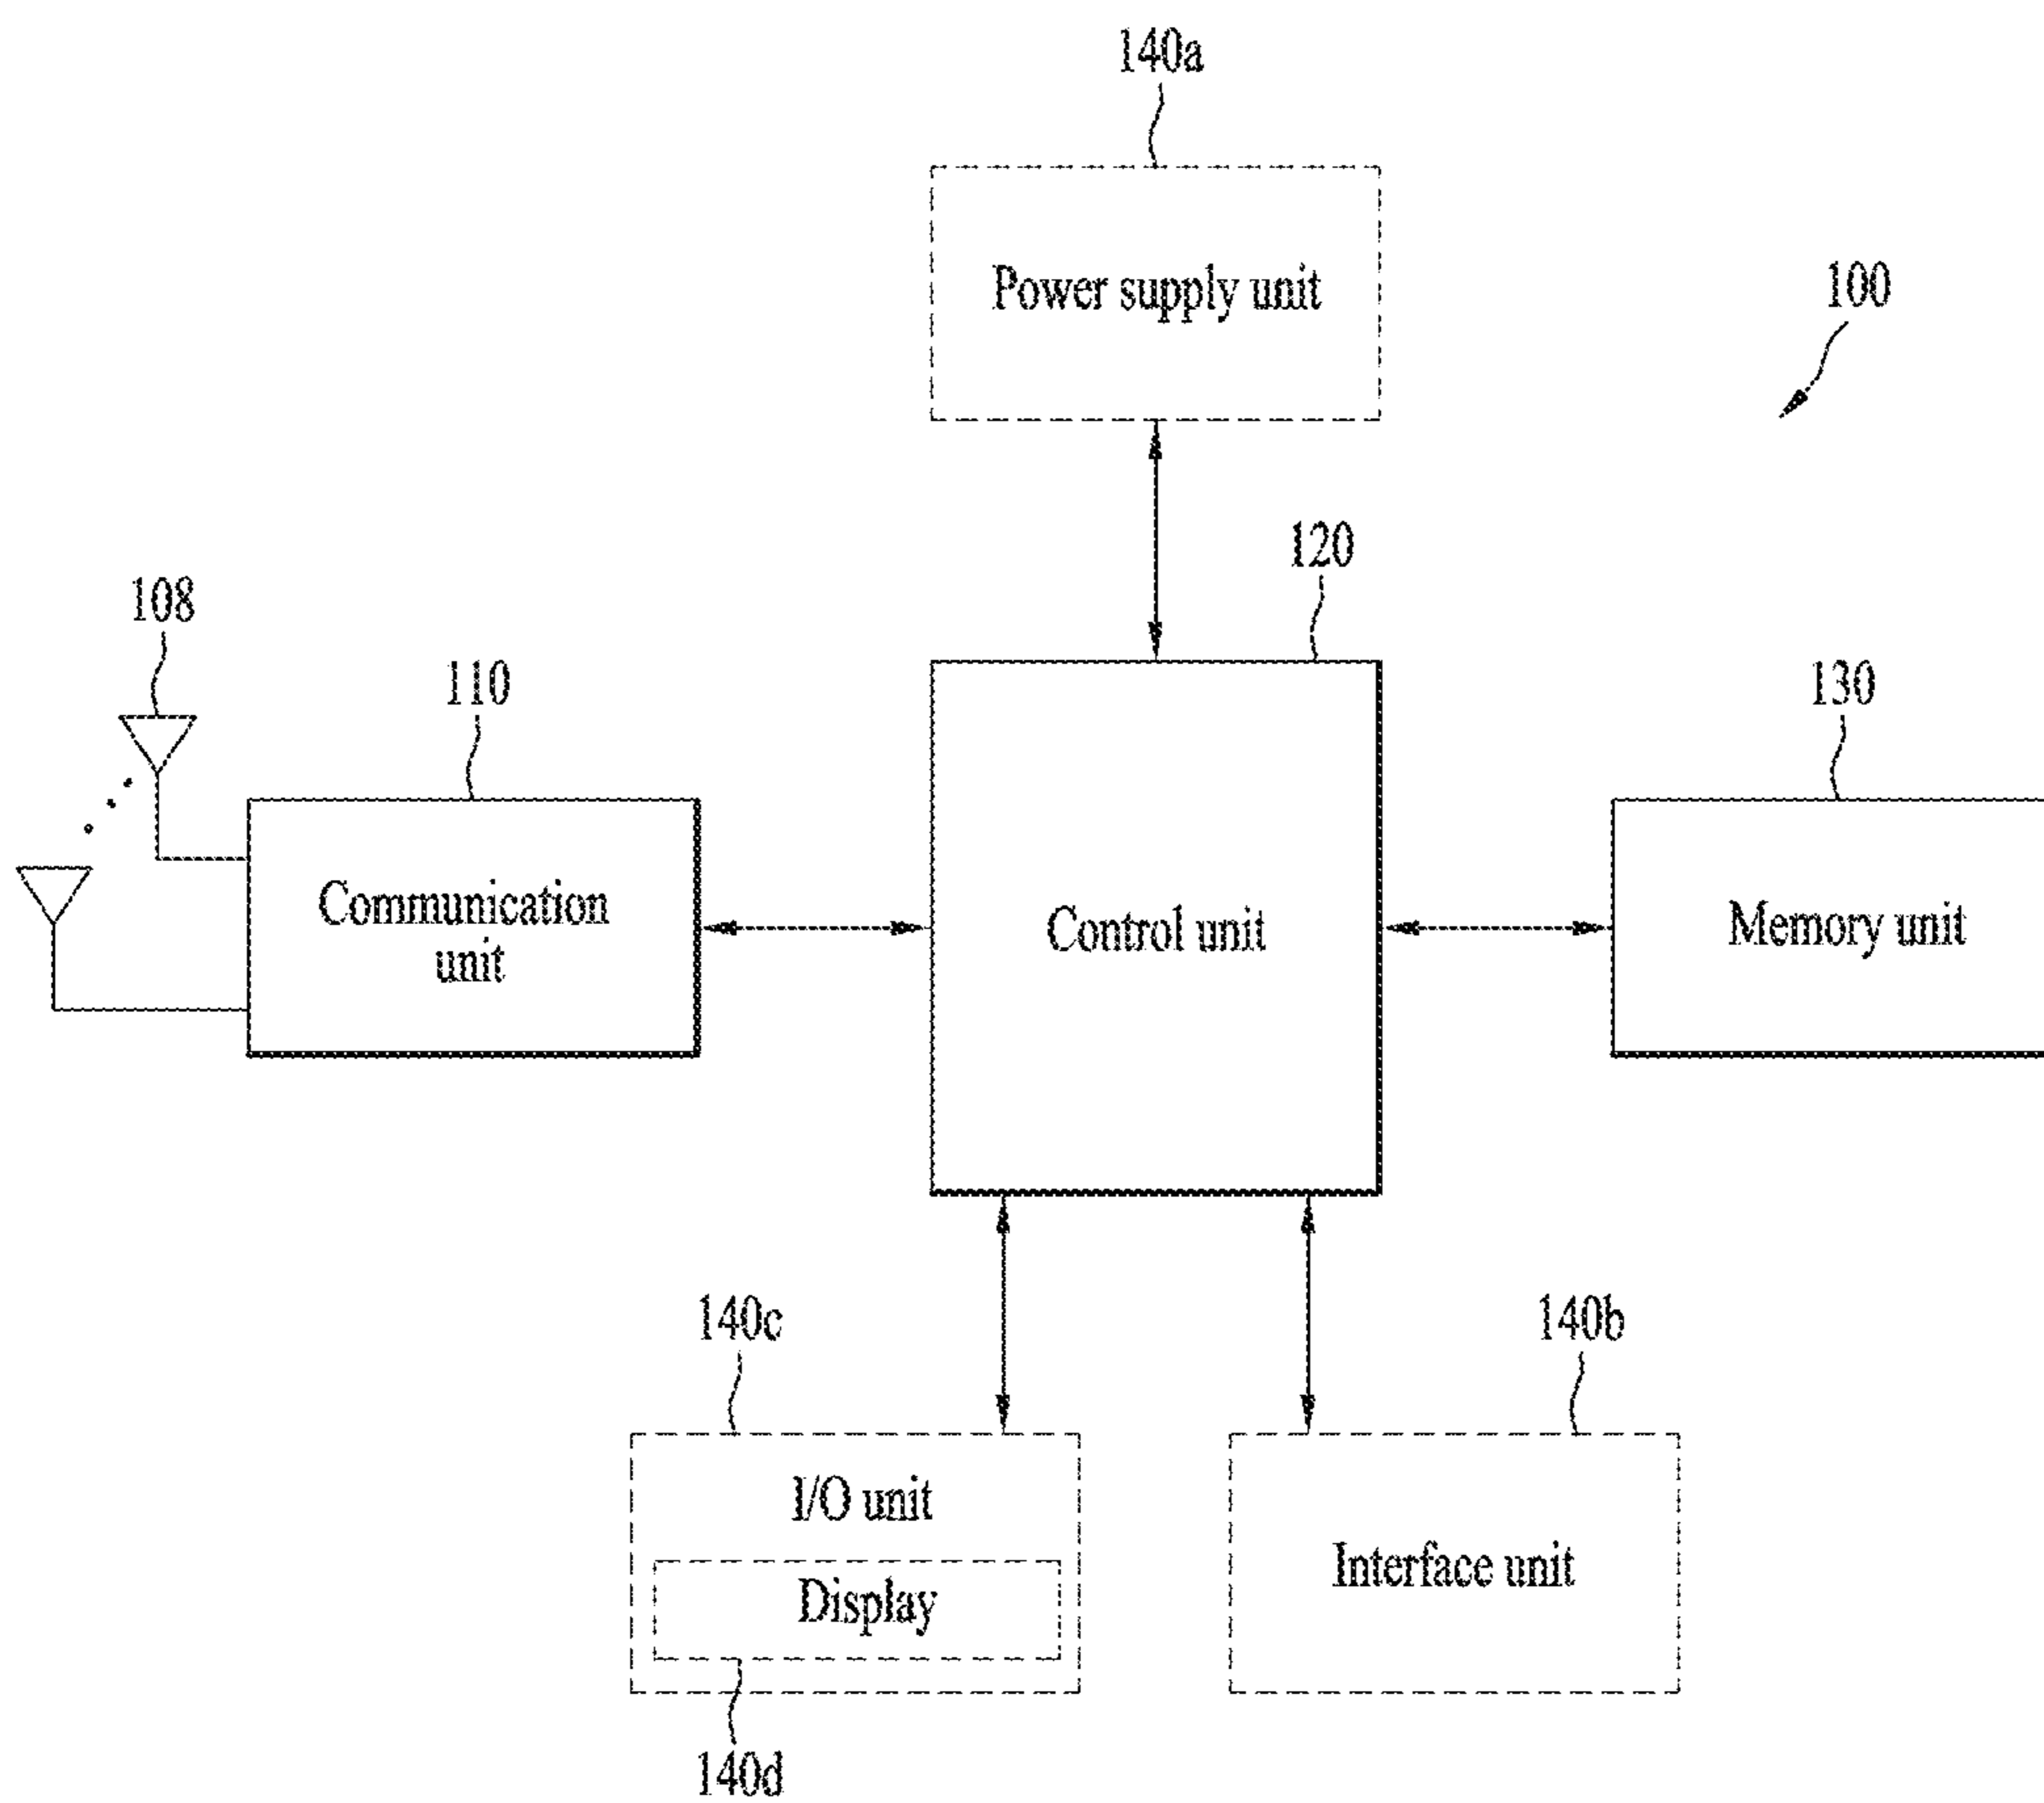 140a
Power supply unit
100
120
108
110
130
Communication
unit
Control unit
Memory unit
140c
140b
I/O unit
Display
Interface unit
140d